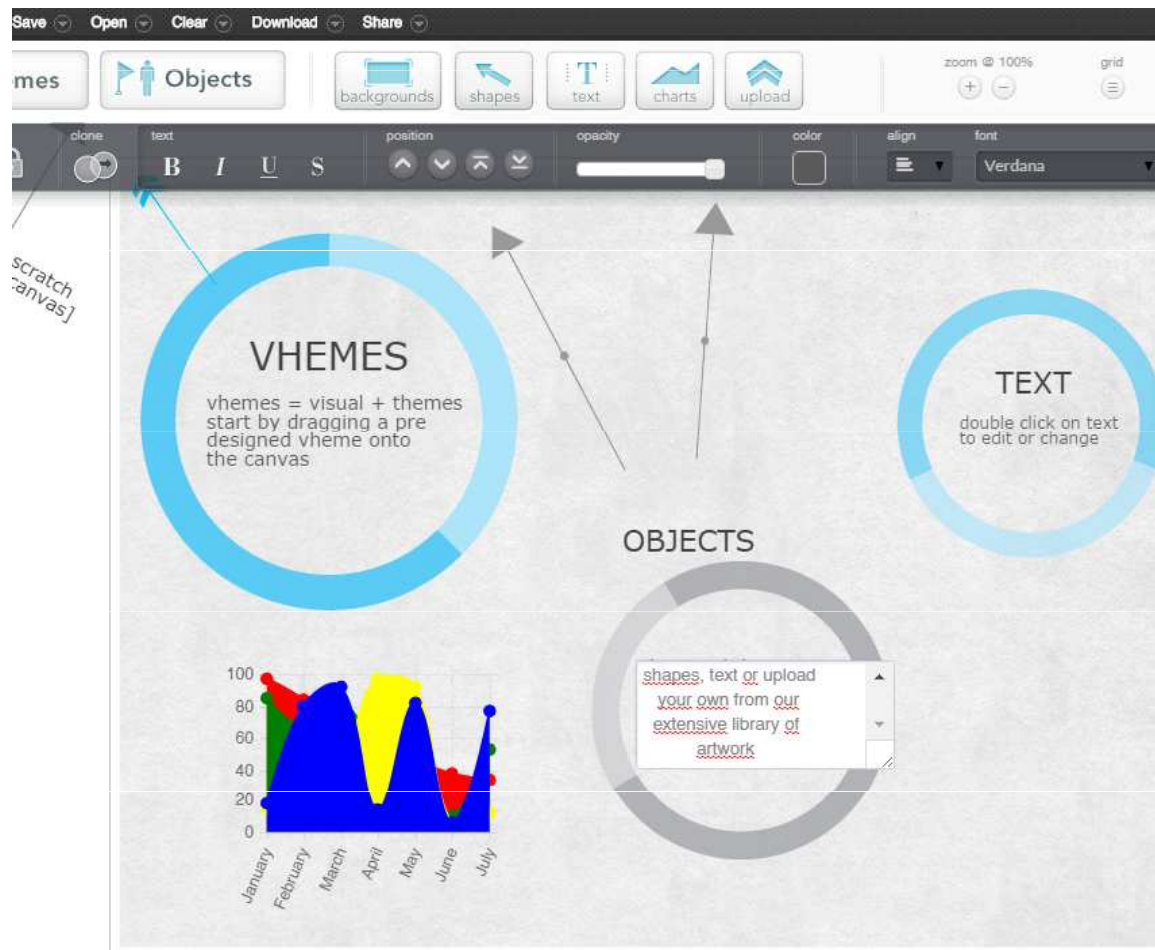 Save Open Clear Download Share
mes Objects backgrounds shapes text charts upload zoom @ 100% grid
clone text position opacity color align font
B I U S Verdana
scratch
canvas]
VHEMES
vhemes = visual + themes
start by dragging a pre
designed vheme onto
the canvas
TEXT
double click on text
to edit or change
OBJECTS
shapes, text or upload
your own from our
extensive library of
artwork
100
80
60
40
20
0
January February March April May June July